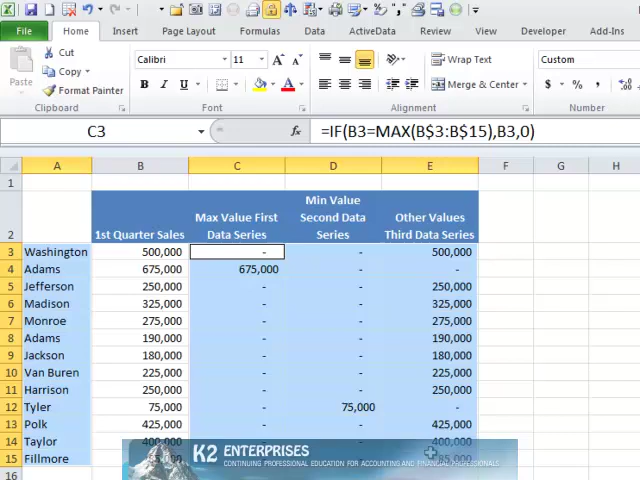 File Home Insert Page Layout Formulas Data ActiveData Review View Developer Add-Ins
Paste
Cut
Copy
Format Painter
Clipboard
Calibri 11
B I U
Font
Wrap Text
Merge & Center
Alignment
Custom
$ % ,
Number
C3 fx =IF(B3=MAX(B$3:B$15),B3,0)
A B C D E F G H
1
2 1st Quarter Sales Max Value First Data Series Min Value Second Data Series Other Values Third Data Series
3 Washington 500,000 - - 500,000
4 Adams 675,000 675,000 - -
5 Jefferson 250,000 - - 250,000
6 Madison 325,000 - - 325,000
7 Monroe 275,000 - - 275,000
8 Adams 190,000 - - 190,000
9 Jackson 180,000 - - 180,000
10 Van Buren 225,000 - - 225,000
11 Harrison 250,000 - - 250,000
12 Tyler 75,000 - 75,000 -
13 Polk 425,000 - - 425,000
14 Taylor 400,000 - - 400,000
15 Fillmore
16
K2 ENTERPRISES
CONTINUING PROFESSIONAL EDUCATION FOR ACCOUNTING AND FINANCIAL PROFESSIONALS